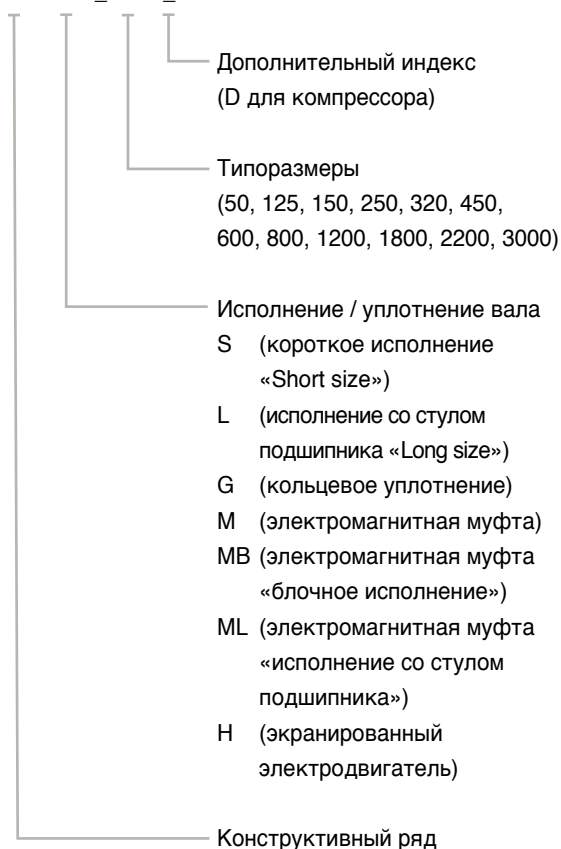 Дополнительный индекс
(D для компрессора)
Типоразмеры
(50, 125, 150, 250, 320, 450,
600, 800, 1200, 1800, 2200, 3000)
Исполнение / уплотнение вала
S (короткое исполнение
«Short size»)
L (исполнение со стулом
подшипника «Long size»)
G (кольцевое уплотнение)
M (электромагнитная муфта)
MB (электромагнитная муфта
«блочное исполнение»)
ML (электромагнитная муфта
«исполнение со стулом
подшипника»)
H (экранированный
электродвигатель)
Конструктивный ряд